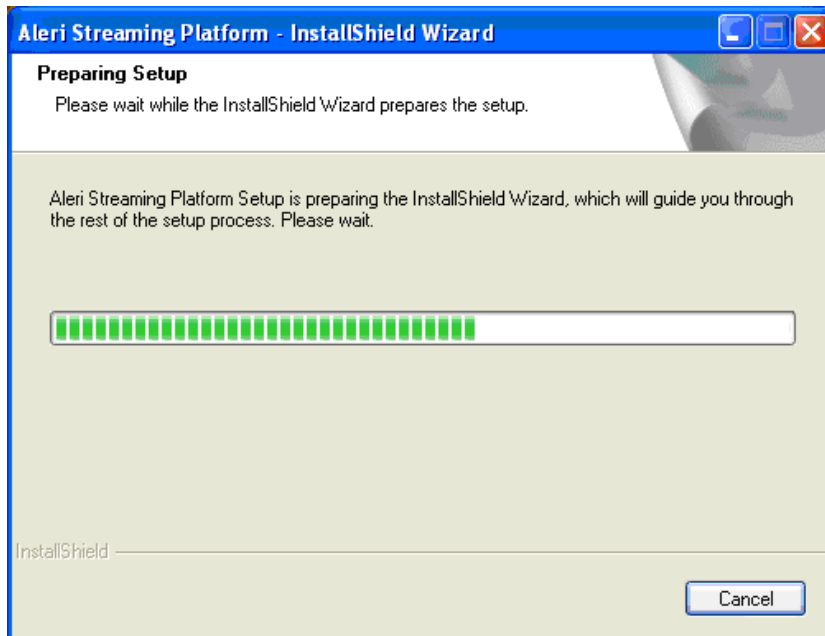 Aleri Streaming Platform - InstallShield Wizard
Preparing Setup
Please wait while the InstallShield Wizard prepares the setup.
Aleri Streaming Platform Setup is preparing the InstallShield Wizard, which will guide you through
the rest of the setup process. Please wait.
InstallShield
Cancel